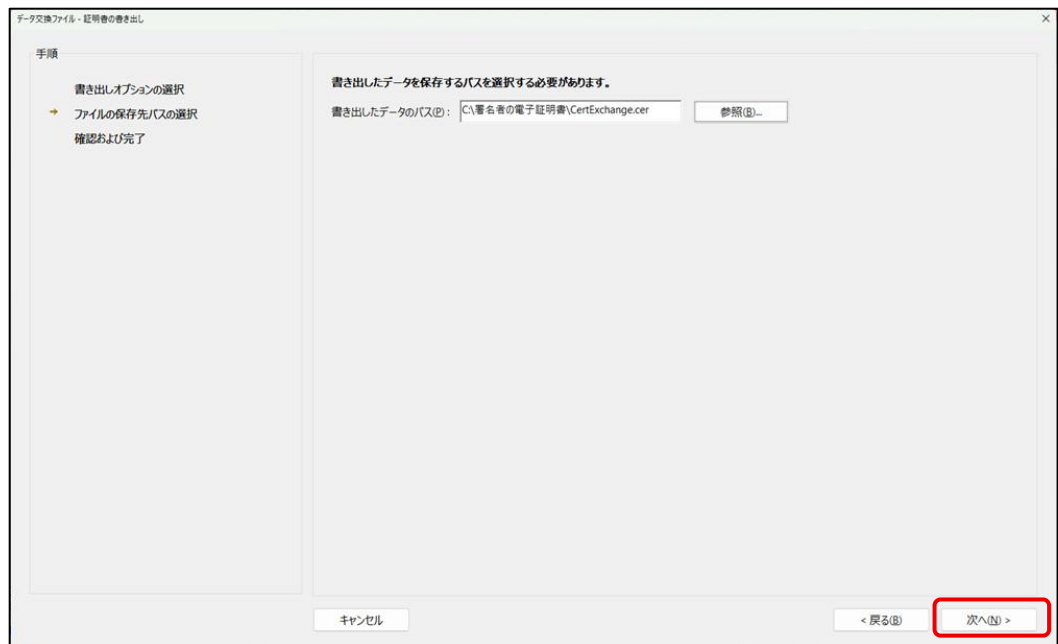 データ交換ファイル - 証明書の書き出し
手順
書き出しオプションの選択
ファイルの保存先パスの選択
確認および完了
書き出したデータを保存するパスを選択する必要があります。
書き出したデータのパス(P): C:\署名者の電子証明書\CertExchange.cer 参照(B)...
キャンセル < 戻る(B) 次へ(N) >